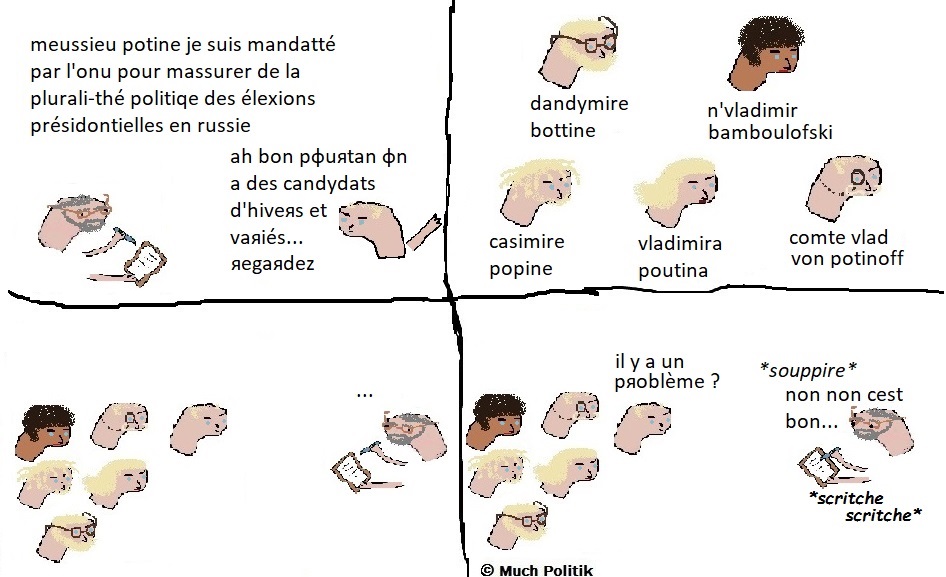 meussieu potine je suis mandatté
par l'onu pour massurer de la
plurali-thé politiqe des élexions
présidontielles en russie
ah bon pфuяtan фn
a des candydats
d'hiveяs et
vaяiés...
яegaяdez
dandymire
bottine
n'vladimir
bamboulofski
casimire
popine
vladimira
poutina
comte vlad
von potinoff
...
il y a un
pяoblème ?
*souppire*
non non cest
bon...
*scritche
scritche*
© Much Politik